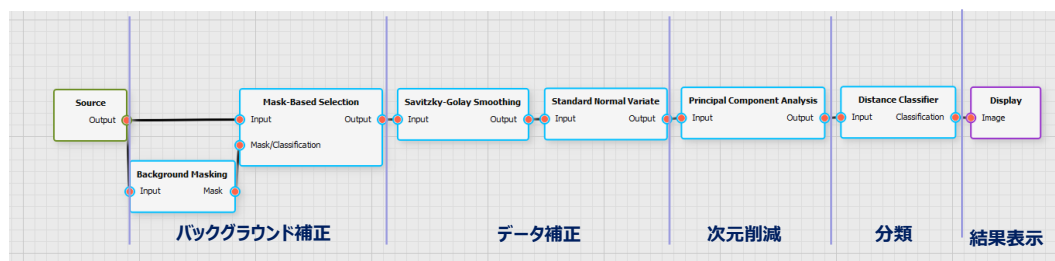 Source
Output
Background Masking
Input Mask
Mask-Based Selection
Input Output
Mask/Classification
Savitzky-Golay Smoothing
Input Output
Standard Normal Variate
Input Output
Principal Component Analysis
Input Output
Distance Classifier
Input Classification
Display
Image
バックグラウンド補正
データ補正
次元削減
分類
結果表示